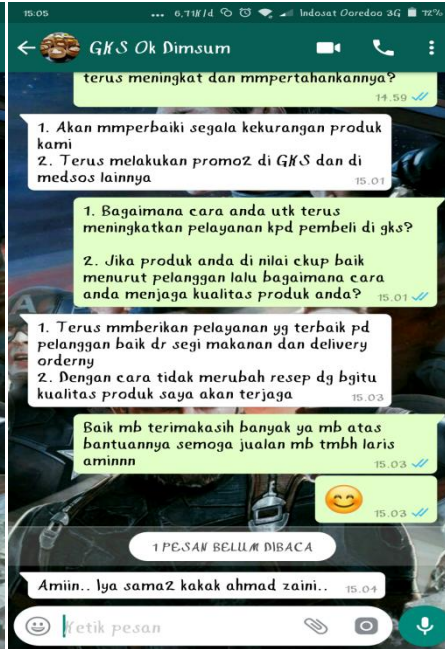 15:05
... 6,71K/d Indosat Ooredoo 3G 72%
GKS Ok Dimsum
terus meningkat dan mmpertahankannya?
14.59
1. Akan mmperbaiki segala kekurangan produk
kami
2. Terus melakukan promo2 di GKS dan di
medsos lainnya
15.01
1. Bagaimana cara anda utk terus
meningkatkan pelayanan kpd pembeli di gks?
2. Jika produk anda di nilai ckup baik
menurut pelanggan lalu bagaimana cara
anda menjaga kualitas produk anda?
15.01
1. Terus mmberikan pelayanan yg terbaik pd
pelanggan baik dr segi makanan dan delivery
orderny
2. Dengan cara tidak merubah resep dg bgitu
kualitas produk saya akan terjaga
15.03
Baik mb terimakasih banyak ya mb atas
bantuannya semoga jualan mb tmbh laris
aminnn
15.03
15.03
1 PESAN BELUM DIBACA
Amiin.. Iya sama2 kakak ahmad zaini..
15.04
Ketik pesan